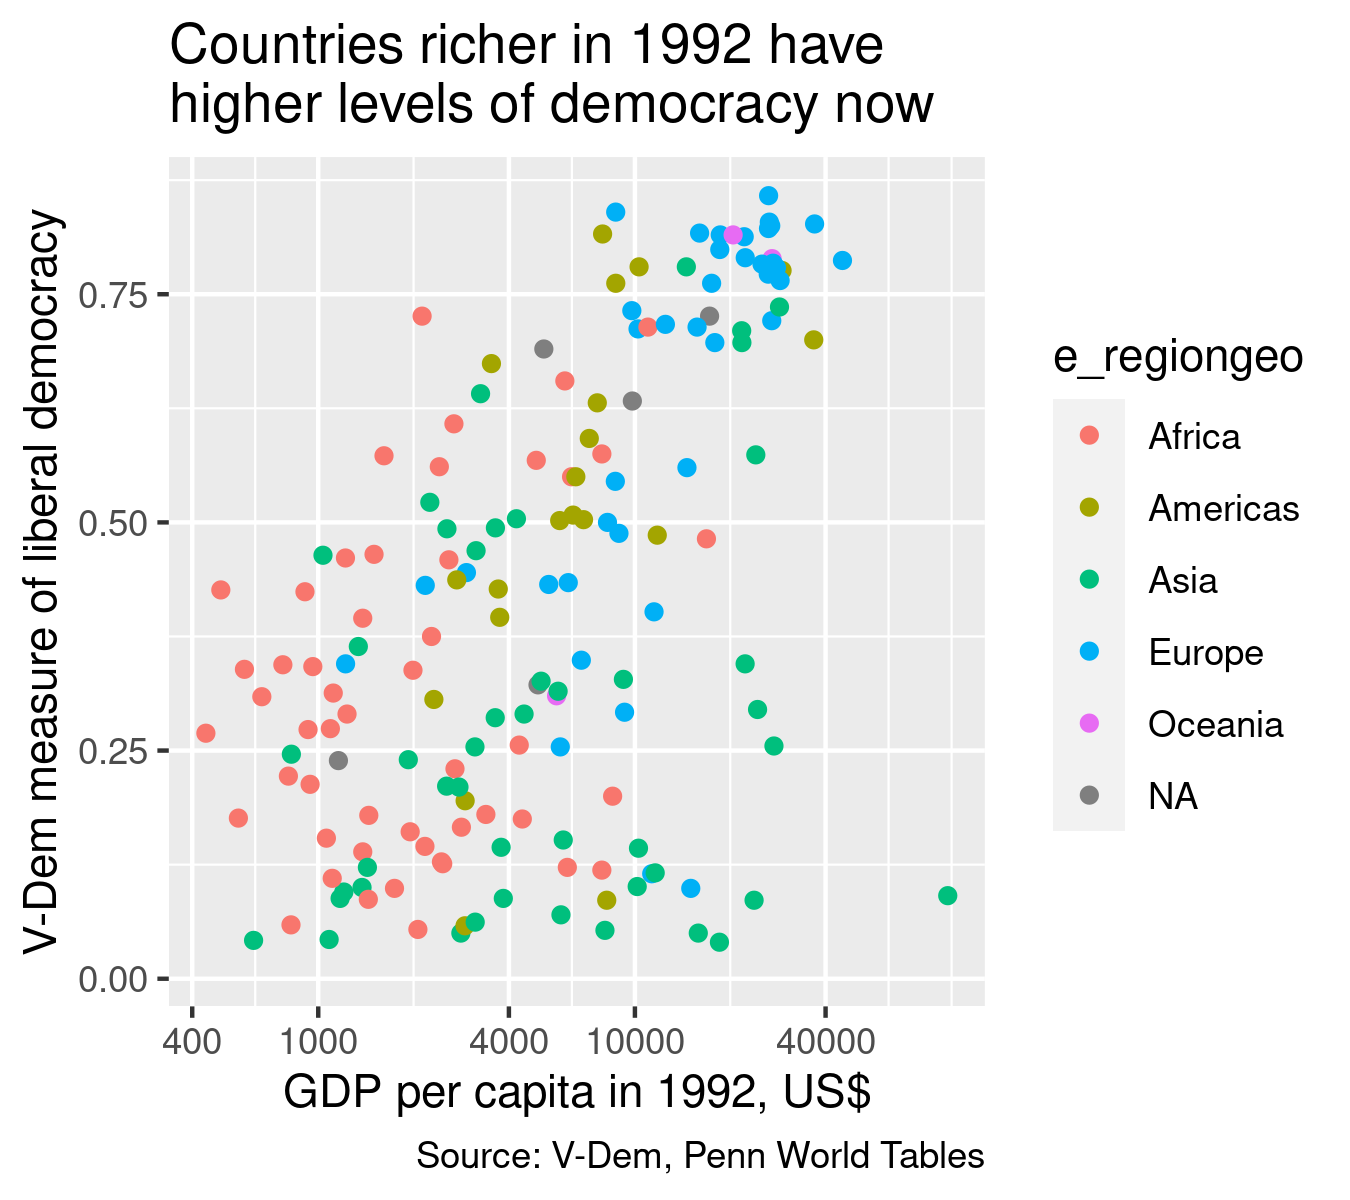 Countries richer in 1992 have
higher levels of democracy now
V-Dem measure of liberal democracy
0.75
0.50
0.25
0.00
400
1000
4000
10000
40000
GDP per capita in 1992, US$
Source: V-Dem, Penn World Tables
e_regiongeo
Africa
Americas
Asia
Europe
Oceania
NA